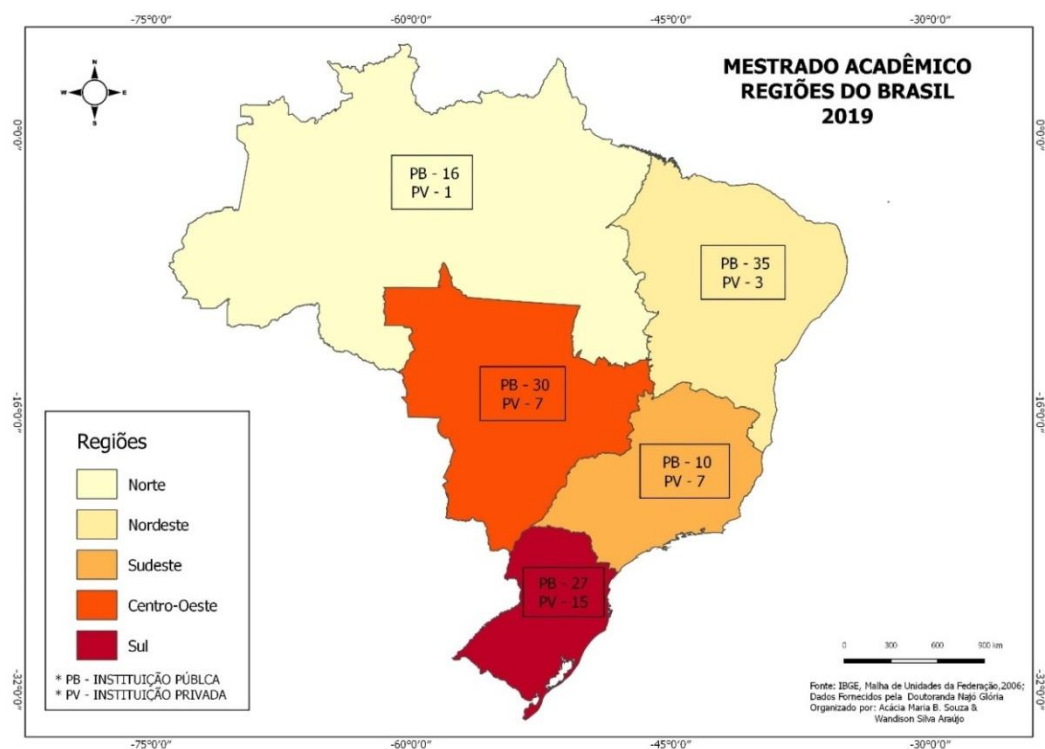 -75°0'0"
-60°0'0"
-45°0'0"
-30°0'0"
MESTRADO ACADÊMICO
REGIÕES DO BRASIL
2019
N
W
E
S
0°0'0"
0°0'0"
PB - 16
PV - 1
PB - 35
PV - 3
PB - 30
PV - 7
-16°0'0"
-16°0'0"
PB - 10
PV - 7
PB - 27
PV - 15
Regiões
Norte
Nordeste
Sudeste
Centro-Oeste
Sul
* PB - INSTITUIÇÃO PÚBLCA
* PV - INSTITUIÇÃO PRIVADA
0 300 600 900 km
-32°0'0"
-32°0'0"
Fonte: IBGE, Malha de Unidades da Federação,2006;
Dados Fornecidos pela Doutoranda Najó Glória
Organizado por: Acácia Maria B. Souza &
Wandison Silva Araújo
-75°0'0"
-60°0'0"
-45°0'0"
-30°0'0"